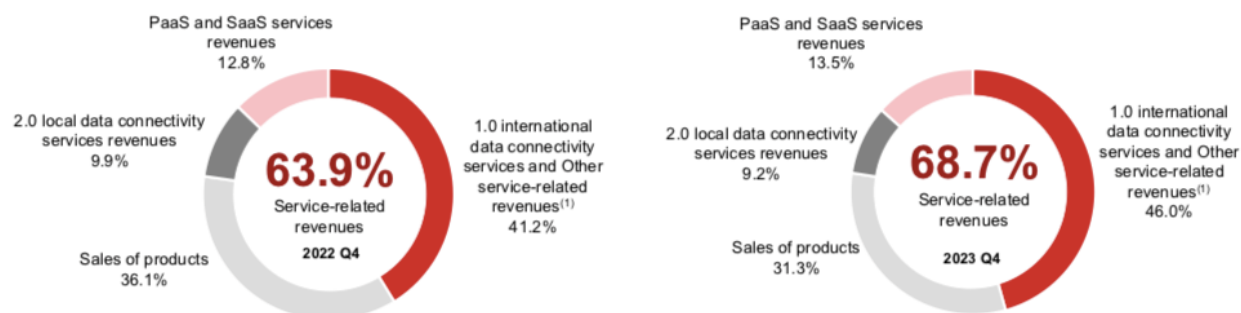 PaaS and SaaS services
revenues
12.8%
2.0 local data connectivity
services revenues
9.9%
63.9%
Service-related
revenues
2022 Q4
1.0 international
data connectivity
services and Other
service-related
revenues(1)
41.2%
Sales of products
36.1%
PaaS and SaaS services
revenues
13.5%
2.0 local data connectivity
services revenues
9.2%
68.7%
Service-related
revenues
2023 Q4
1.0 international
data connectivity
services and Other
service-related
revenues(1)
46.0%
Sales of products
31.3%